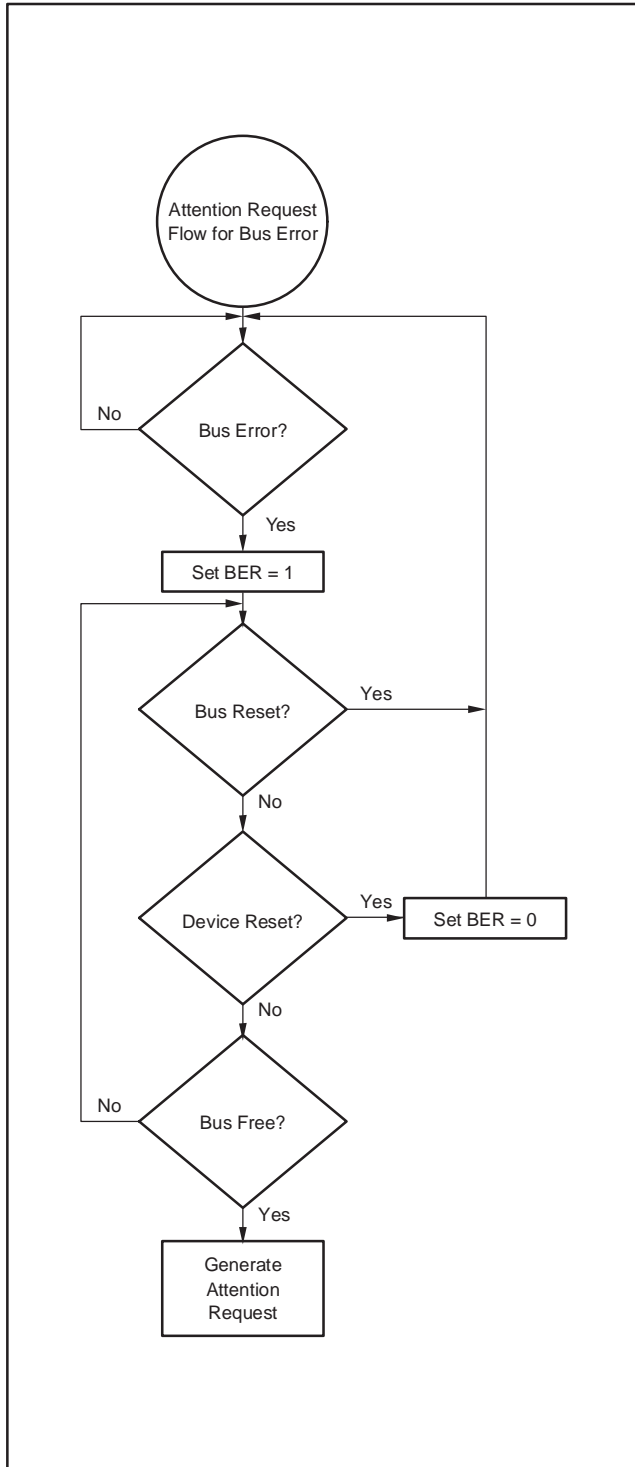 Attention Request
Flow for Bus Error
No
Bus Error?
Yes
Set BER = 1
Bus Reset?
Yes
No
Device Reset?
Yes
Set BER = 0
No
No
Bus Free?
Yes
Generate
Attention
Request